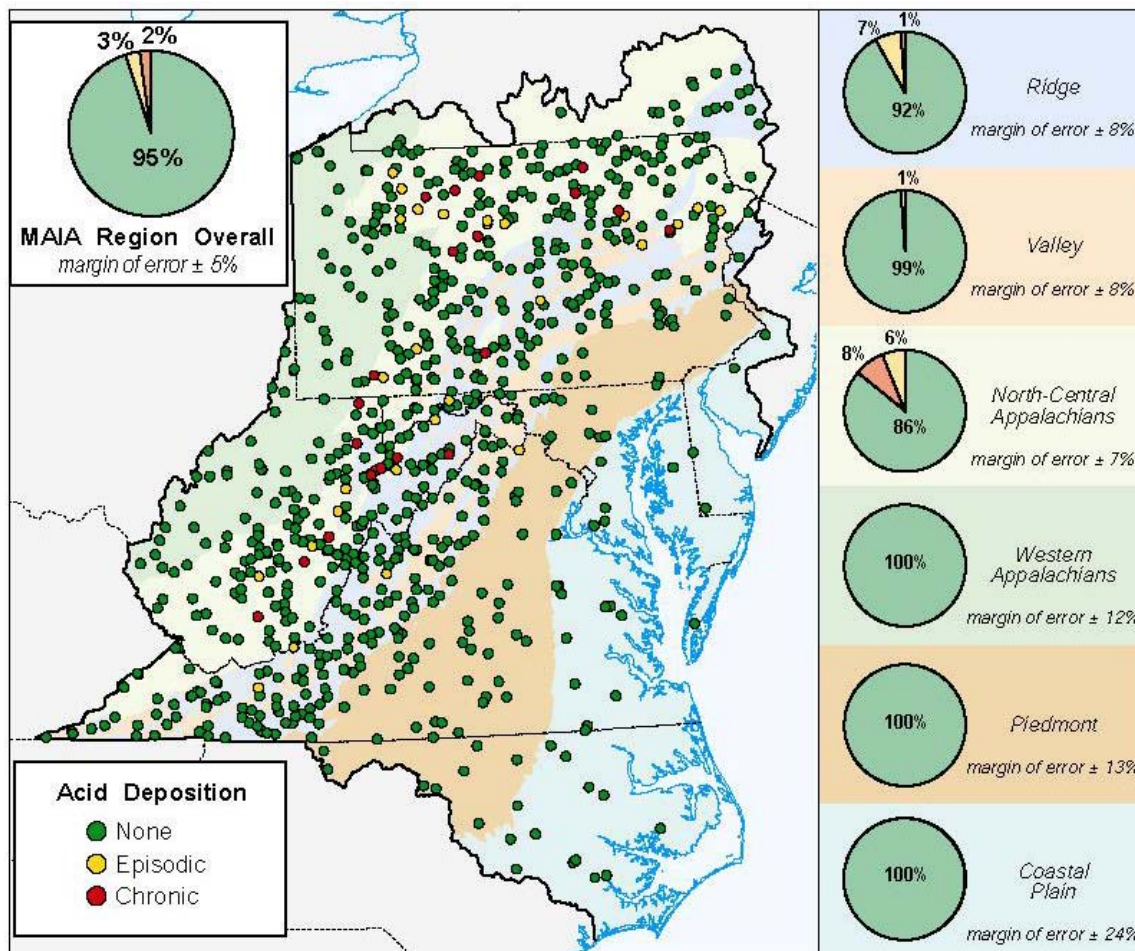 3%
2%
95%
MAIA Region Overall
margin of error ± 5%
Acid Deposition
None
Episodic
Chronic
7%
1%
92%
Ridge
margin of error ± 8%
1%
99%
Valley
margin of error ± 8%
8%
6%
86%
North-Central
Appalachians
margin of error ± 7%
100%
Western
Appalachians
margin of error ± 12%
100%
Piedmont
margin of error ± 13%
100%
Coastal
Plain
margin of error ± 24%